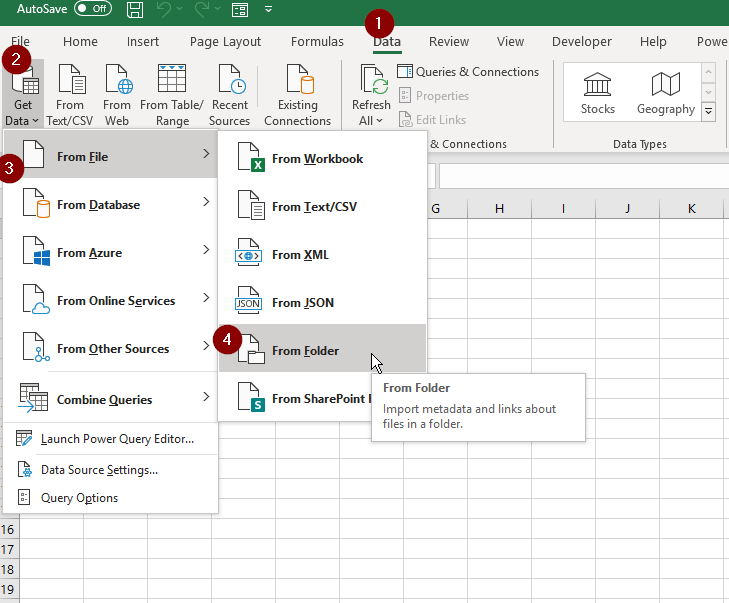 AutoSave Off
1
File Home Insert Page Layout Formulas Data Review View Developer Help Powe
2
Get Data
From Text/CSV
From Web
From Table/ Range
Recent Sources
Existing Connections
Refresh All
Queries & Connections
Properties
Edit Links
& Connections
Stocks
Geography
Data Types
3
From File
From Database
From Azure
From Online Services
From Other Sources
Combine Queries
Launch Power Query Editor...
Data Source Settings...
Query Options
X
From Workbook
From Text/CSV
From XML
JSON
From JSON
4
From Folder
S
From SharePoint F
From Folder
Import metadata and links about
files in a folder.
G H I J K
16
17
18
19